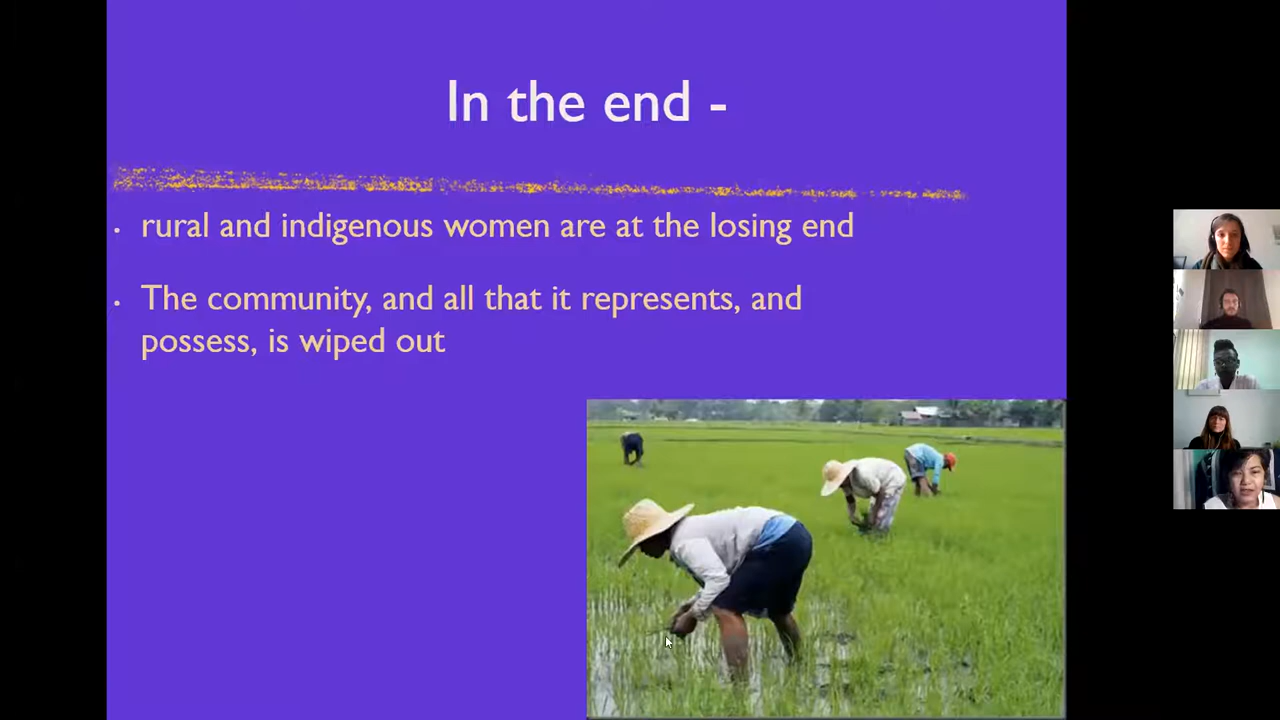 In the end -
• rural and indigenous women are at the losing end
• The community, and all that it represents, and
possess, is wiped out